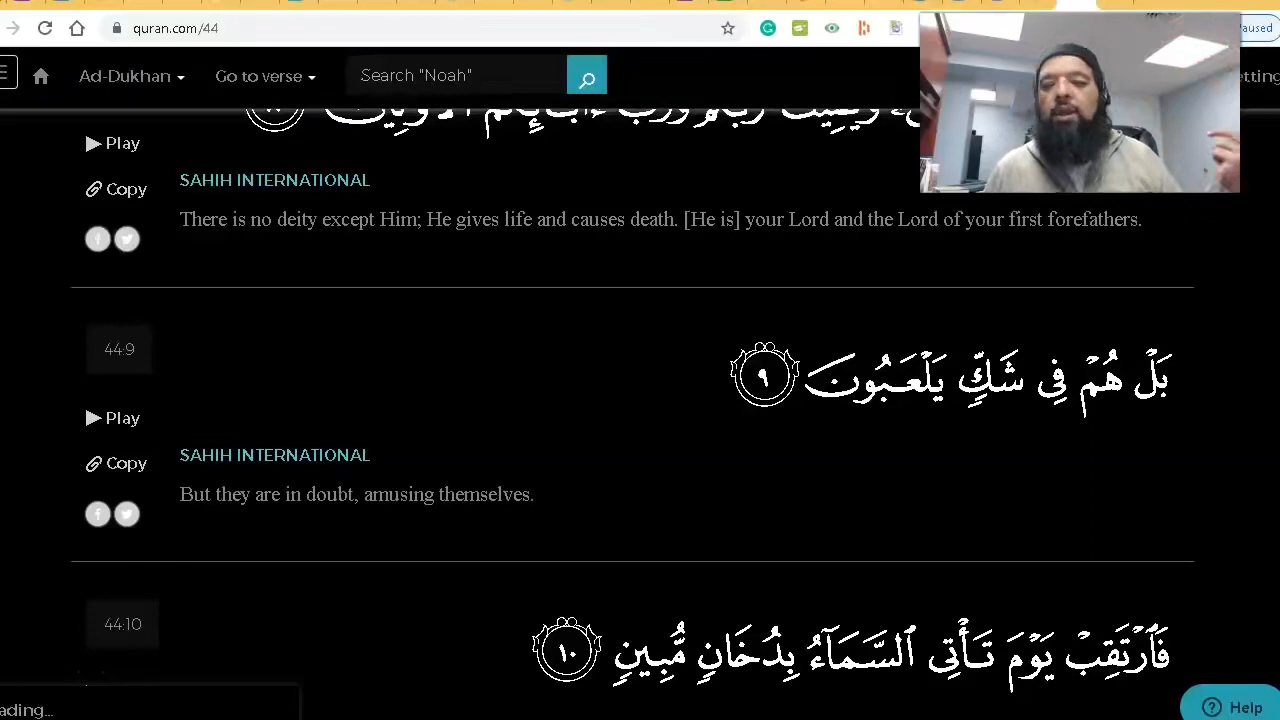 quran.com/44
aused
Ad-Dukhan
Go to verse
Search "Noah"
etting
Play
Copy
SAHIH INTERNATIONAL
There is no deity except Him; He gives life and causes death. [He is] your Lord and the Lord of your first forefathers.
44:9
بَلْ هُمْ فِى شَكٍّ يَلْعَبُونَ ٩
Play
Copy
SAHIH INTERNATIONAL
But they are in doubt, amusing themselves.
44:10
فَٱرْتَقِبْ يَوْمَ تَأْتِى ٱلسَّمَآءُ بِدُخَانٍ مُّبِينٍ ١٠
ading...
Help